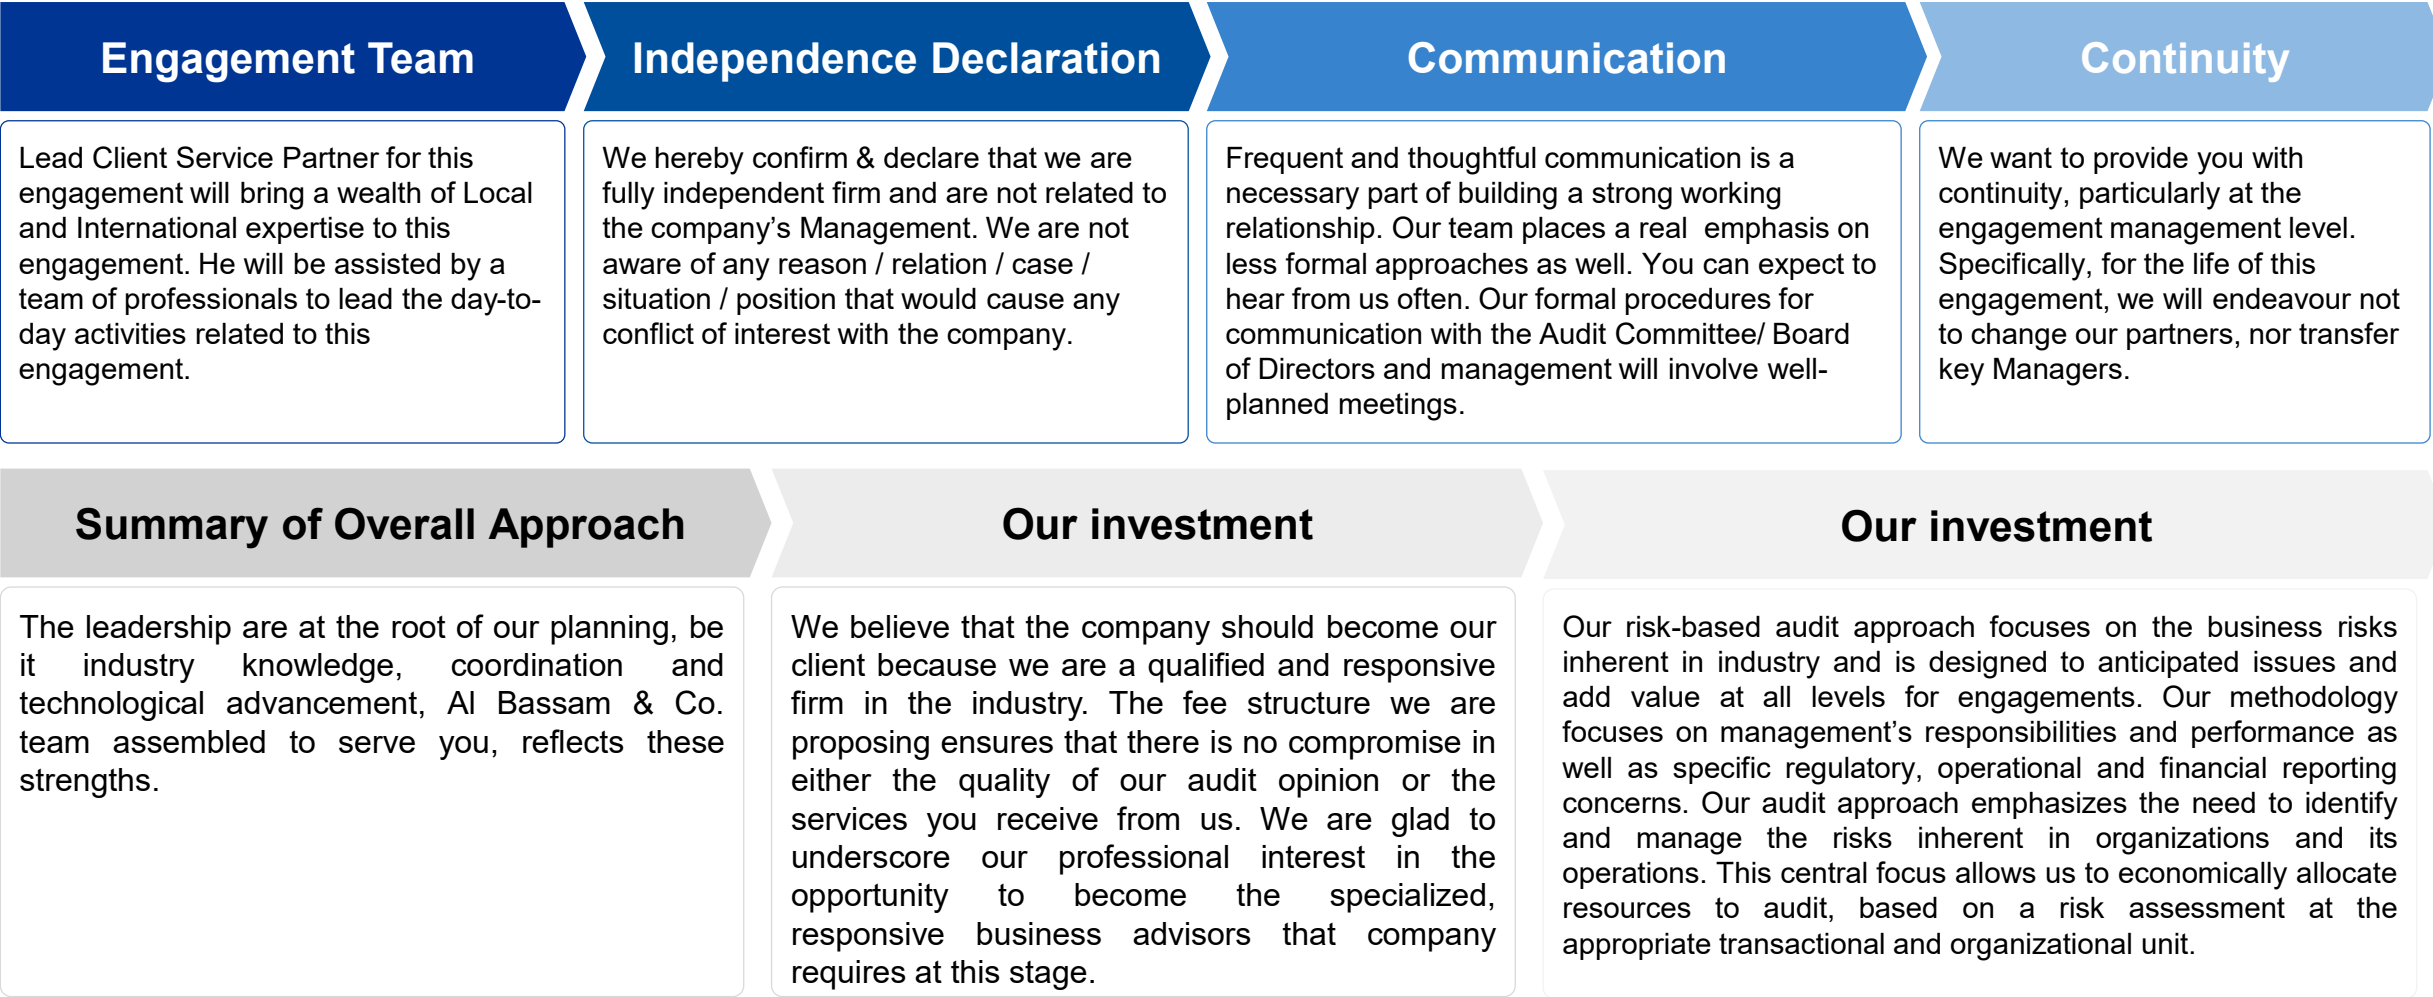 Engagement Team
Lead Client Service Partner for this
engagement will bring a wealth of Local
and International expertise to this
engagement. He will be assisted by a
team of professionals to lead the day-to-
day activities related to this
engagement.
Independence Declaration
We hereby confirm & declare that we are
fully independent firm and are not related to
the company’s Management. We are not
aware of any reason / relation / case /
situation / position that would cause any
conflict of interest with the company.
Communication
Frequent and thoughtful communication is a
necessary part of building a strong working
relationship. Our team places a real emphasis on
less formal approaches as well. You can expect to
hear from us often. Our formal procedures for
communication with the Audit Committee/ Board
of Directors and management will involve well-
planned meetings.
Continuity
We want to provide you with
continuity, particularly at the
engagement management level.
Specifically, for the life of this
engagement, we will endeavour not
to change our partners, nor transfer
key Managers.
Summary of Overall Approach
The leadership are at the root of our planning, be
it industry knowledge, coordination and
technological advancement, Al Bassam & Co.
team assembled to serve you, reflects these
strengths.
Our investment
We believe that the company should become our
client because we are a qualified and responsive
firm in the industry. The fee structure we are
proposing ensures that there is no compromise in
either the quality of our audit opinion or the
services you receive from us. We are glad to
underscore our professional interest in the
opportunity to become the specialized,
responsive business advisors that company
requires at this stage.
Our investment
Our risk-based audit approach focuses on the business risks
inherent in industry and is designed to anticipated issues and
add value at all levels for engagements. Our methodology
focuses on management’s responsibilities and performance as
well as specific regulatory, operational and financial reporting
concerns. Our audit approach emphasizes the need to identify
and manage the risks inherent in organizations and its
operations. This central focus allows us to economically allocate
resources to audit, based on a risk assessment at the
appropriate transactional and organizational unit.